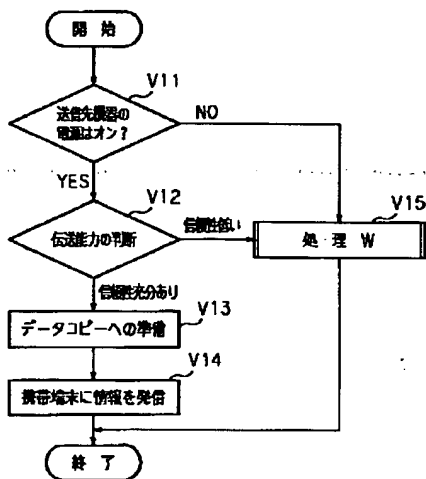 開 始
V11
送信先機器の
電源はオン?
NO
YES
V12
V15
伝送能力の判断
信頼性低い
処 理 W
信頼性充分あり
V13
データコピーへの準備
V14
携帯端末に情報を発信
終 了